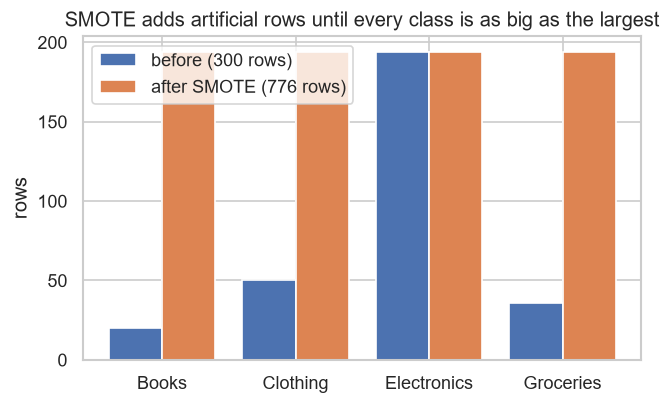 SMOTE adds artificial rows until every class is as big as the largest
before (300 rows)
after SMOTE (776 rows)
rows
200
150
100
50
0
Books Clothing Electronics Groceries